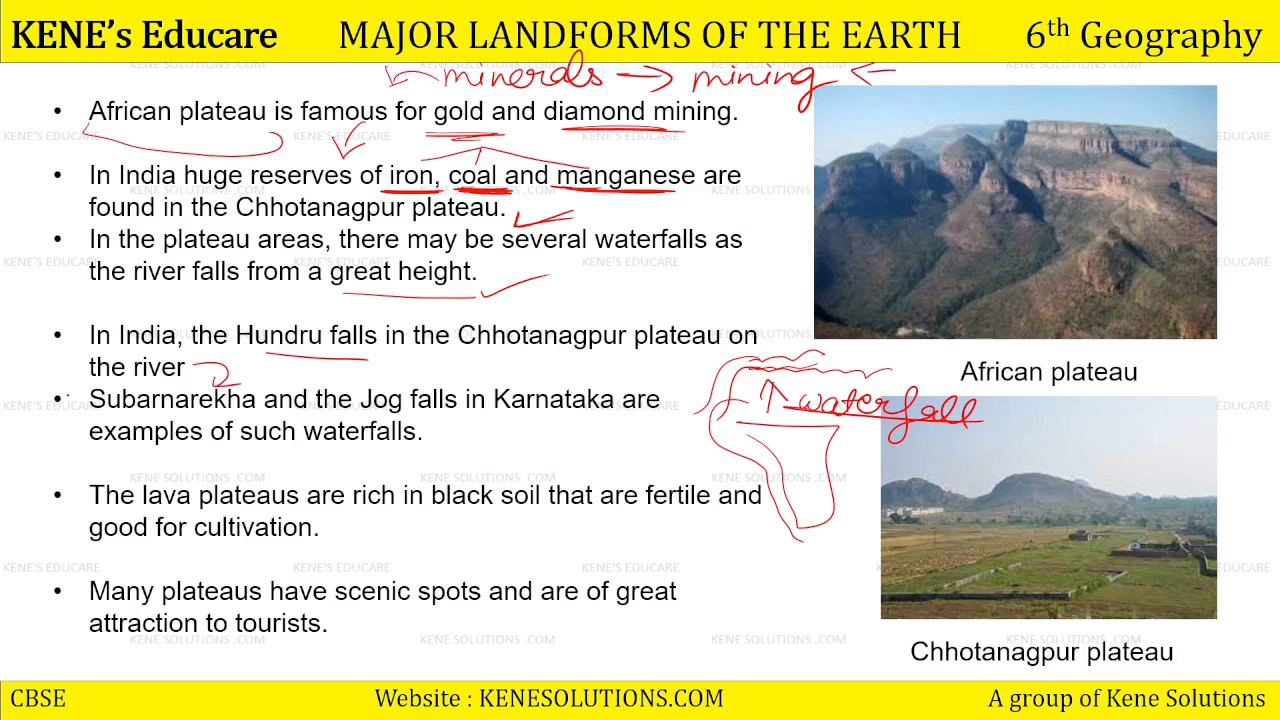 KENE's Educare MAJOR LANDFORMS OF THE EARTH 6th Geography
minerals → mining ←
• African plateau is famous for gold and diamond mining.
• In India huge reserves of iron, coal and manganese are
found in the Chhotanagpur plateau.
• In the plateau areas, there may be several waterfalls as
the river falls from a great height.
• In India, the Hundru falls in the Chhotanagpur plateau on
the river
• Subarnarekha and the Jog falls in Karnataka are
examples of such waterfalls.
• The lava plateaus are rich in black soil that are fertile and
good for cultivation.
• Many plateaus have scenic spots and are of great
attraction to tourists.
African plateau
↑ waterfall
Chhotanagpur plateau
CBSE Website : KENESOLUTIONS.COM A group of Kene Solutions